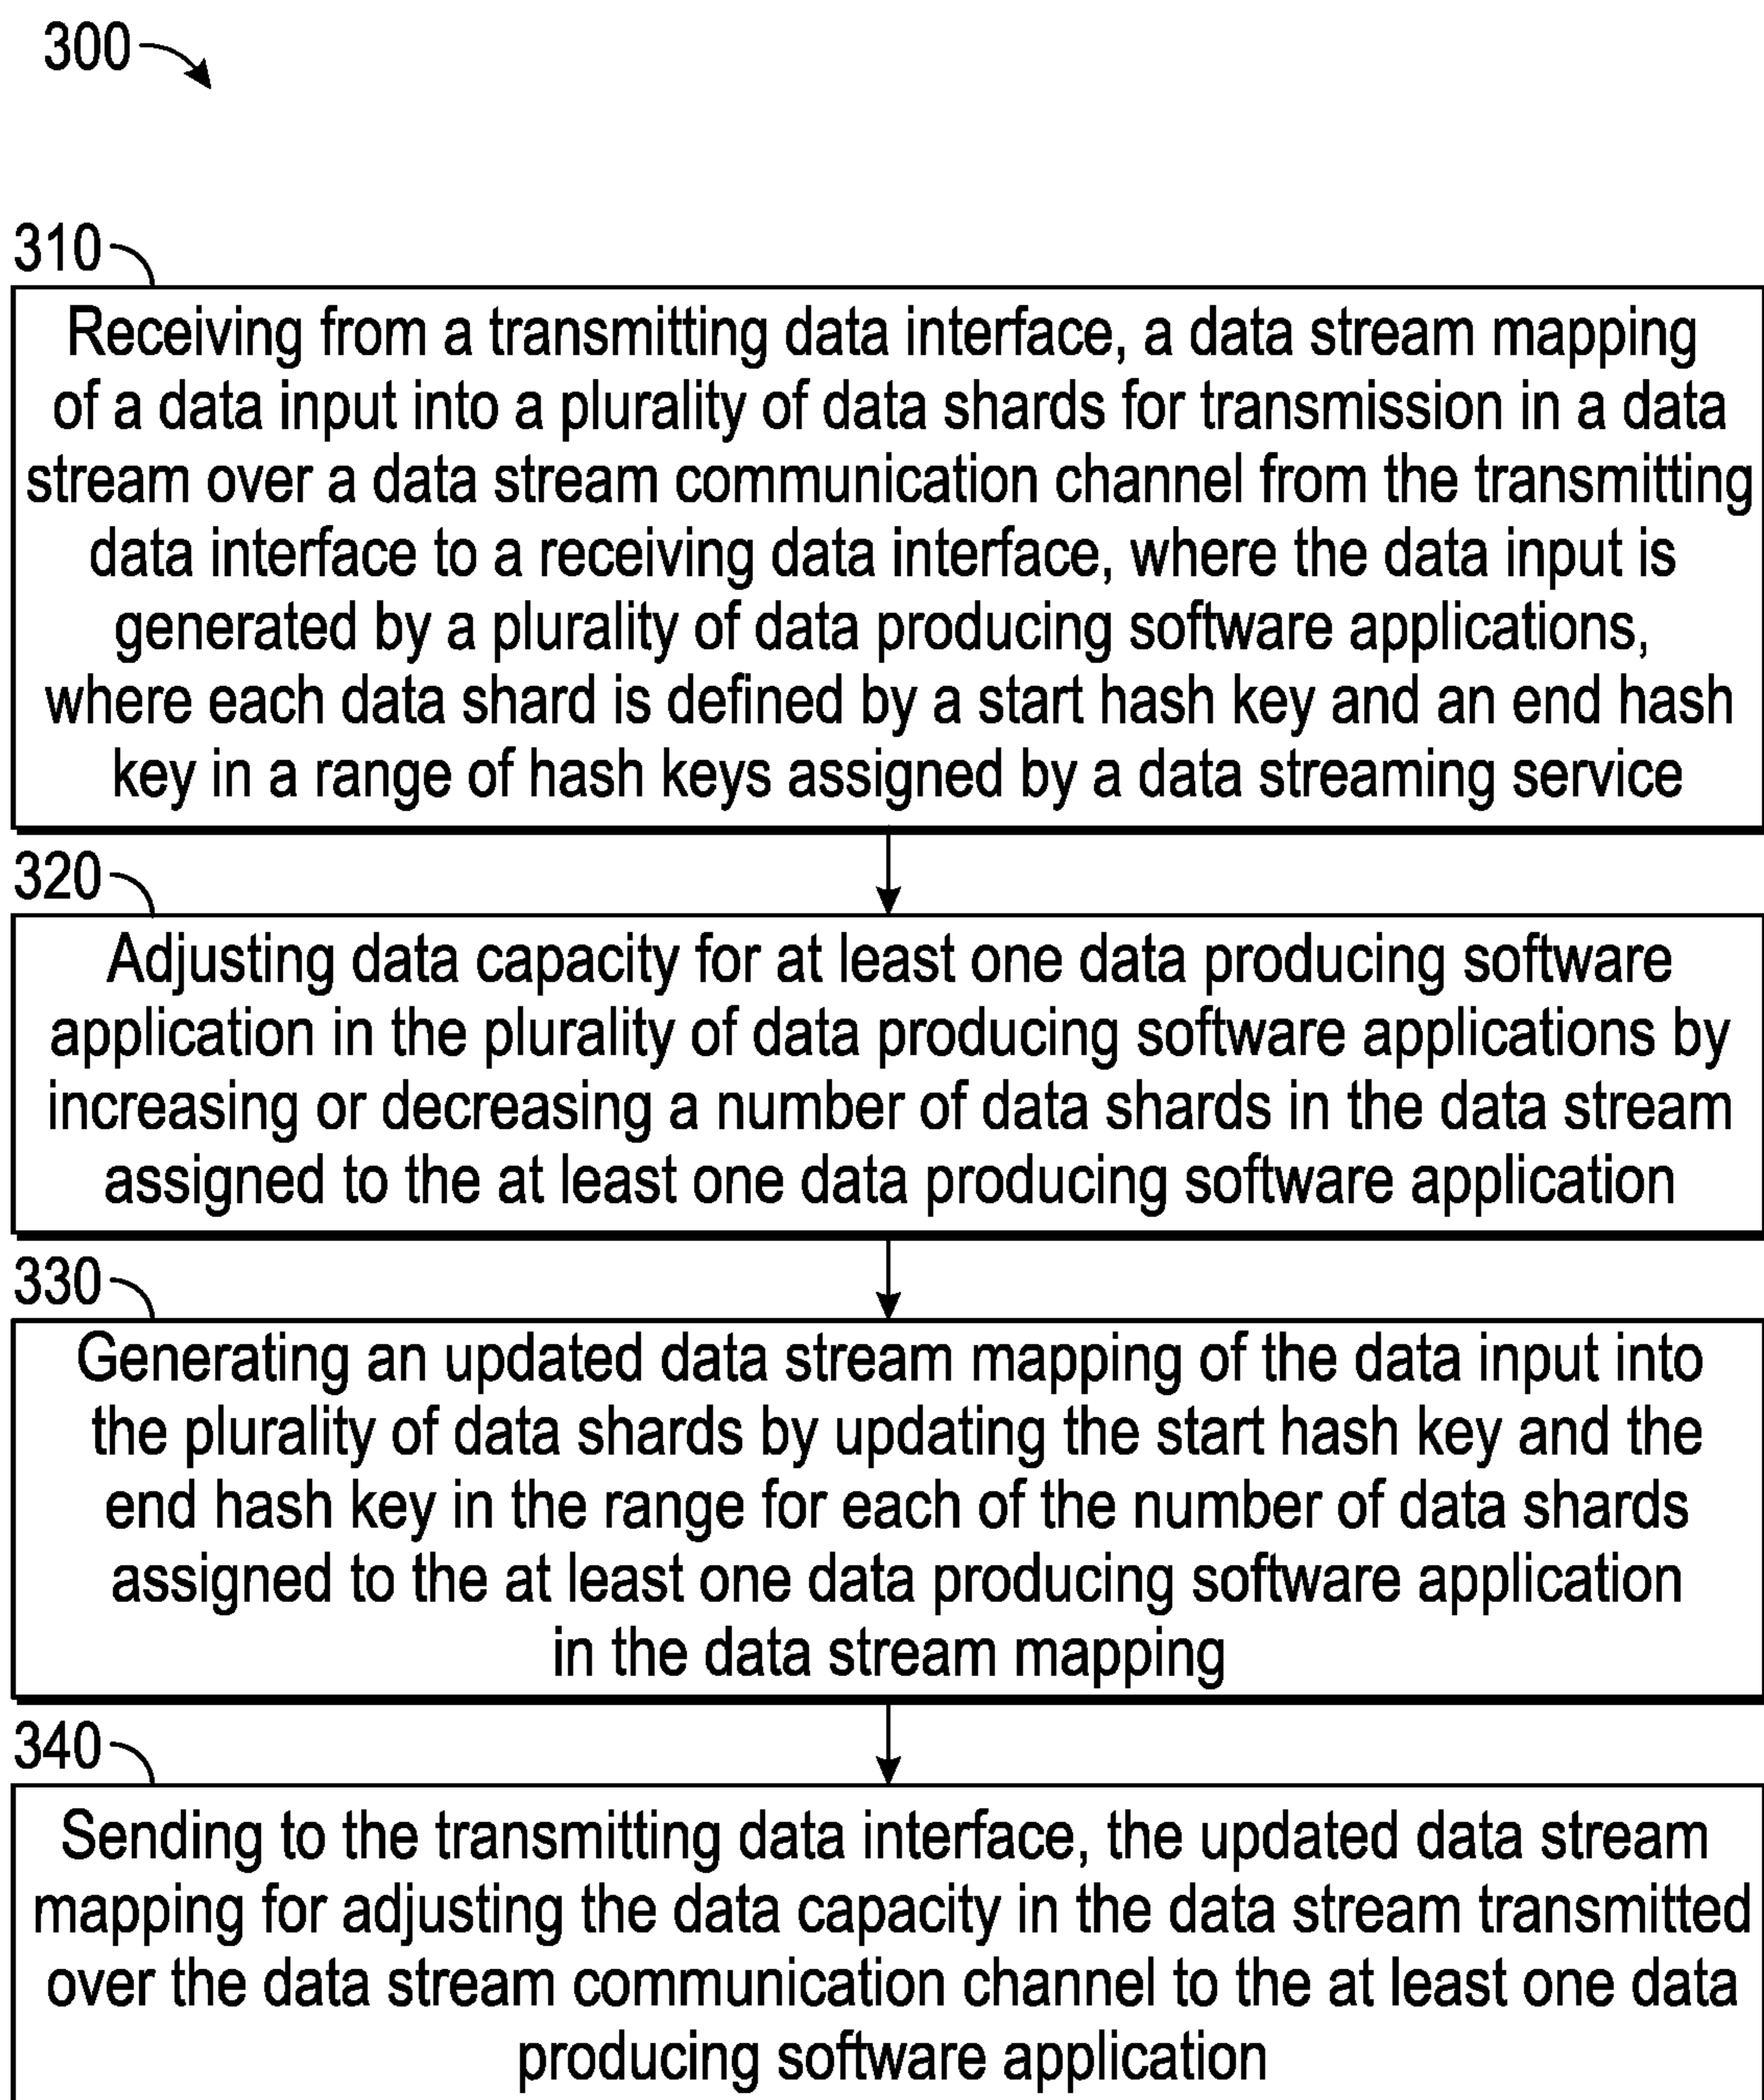 300
310
Receiving from a transmitting data interface, a data stream mapping
of a data input into a plurality of data shards for transmission in a data
stream over a data stream communication channel from the transmitting
data interface to a receiving data interface, where the data input is
generated by a plurality of data producing software applications,
where each data shard is defined by a start hash key and an end hash
key in a range of hash keys assigned by a data streaming service
320
Adjusting data capacity for at least one data producing software
application in the plurality of data producing software applications by
increasing or decreasing a number of data shards in the data stream
assigned to the at least one data producing software application
330
Generating an updated data stream mapping of the data input into
the plurality of data shards by updating the start hash key and the
end hash key in the range for each of the number of data shards
assigned to the at least one data producing software application
in the data stream mapping
340
Sending to the transmitting data interface, the updated data stream
mapping for adjusting the data capacity in the data stream transmitted
over the data stream communication channel to the at least one data
producing software application